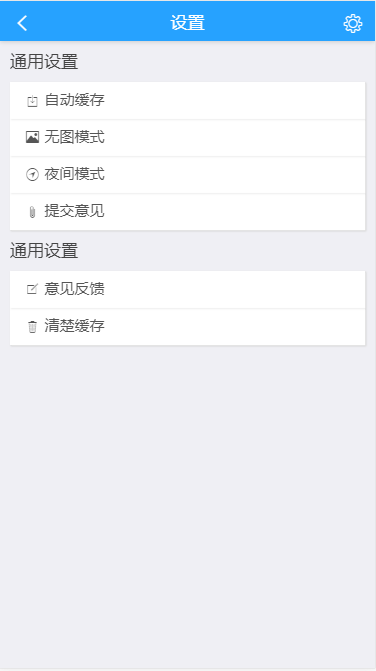 设置
通用设置
自动缓存
无图模式
夜间模式
提交意见
通用设置
意见反馈
清楚缓存